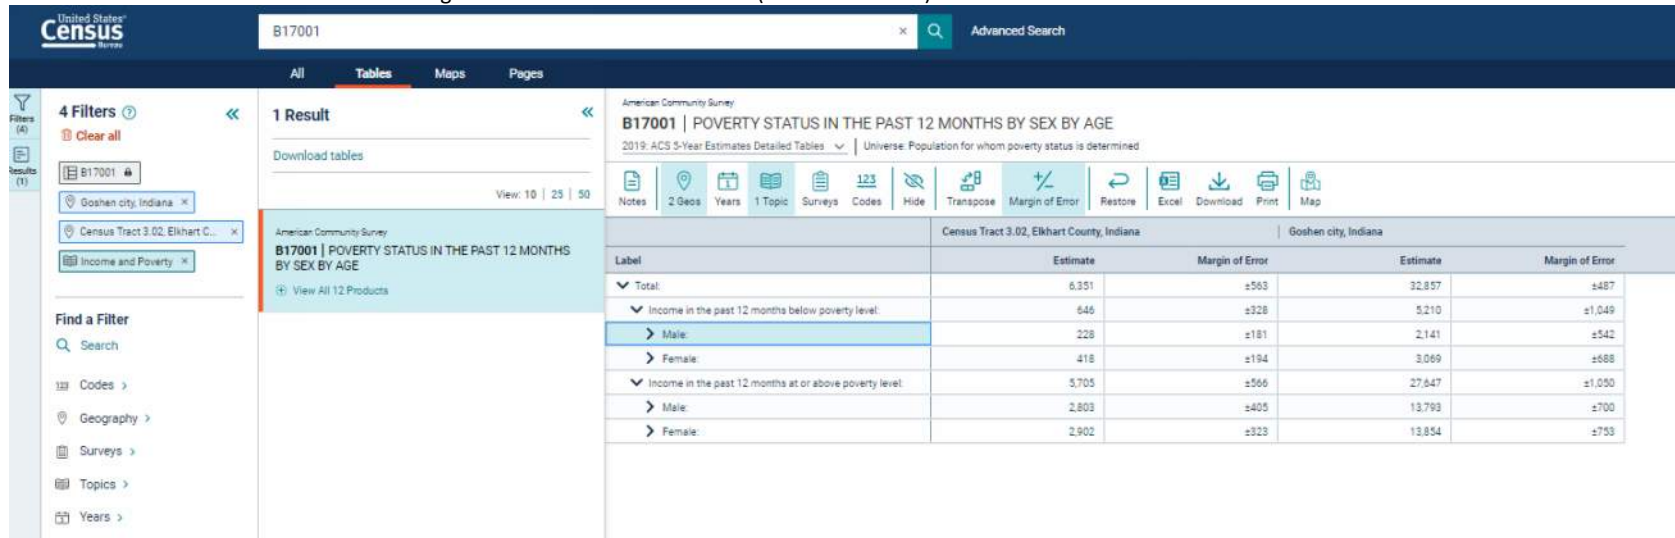 United States®
Census
Bureau
B17001 ×
Advanced Search
All Tables Maps Pages
Filters
(4)
Results
(1)
4 Filters ? «
Clear all
B17001
Goshen city, Indiana ×
Census Tract 3.02, Elkhart C... ×
Income and Poverty ×
Find a Filter
Search
123 Codes >
Geography >
Surveys >
Topics >
Years >
1 Result «
Download tables
View: 10 | 25 | 50
American Community Survey
B17001 | POVERTY STATUS IN THE PAST 12 MONTHS
BY SEX BY AGE
View All 12 Products
American Community Survey
B17001 | POVERTY STATUS IN THE PAST 12 MONTHS BY SEX BY AGE
2019: ACS 5-Year Estimates Detailed Tables | Universe: Population for whom poverty status is determined
Notes 2 Geos Years 1 Topic Surveys 123 Codes Hide Transpose +/- Margin of Error Restore Excel Download Print Map
Census Tract 3.02, Elkhart County, Indiana Goshen city, Indiana
Label Estimate Margin of Error Estimate Margin of Error
Total: 6,351 ±563 32,857 ±487
Income in the past 12 months below poverty level: 646 ±328 5,210 ±1,049
Male: 228 ±181 2,141 ±542
Female: 418 ±194 3,069 ±688
Income in the past 12 months at or above poverty level: 5,705 ±566 27,647 ±1,050
Male: 2,803 ±405 13,793 ±700
Female: 2,902 ±323 13,854 ±753